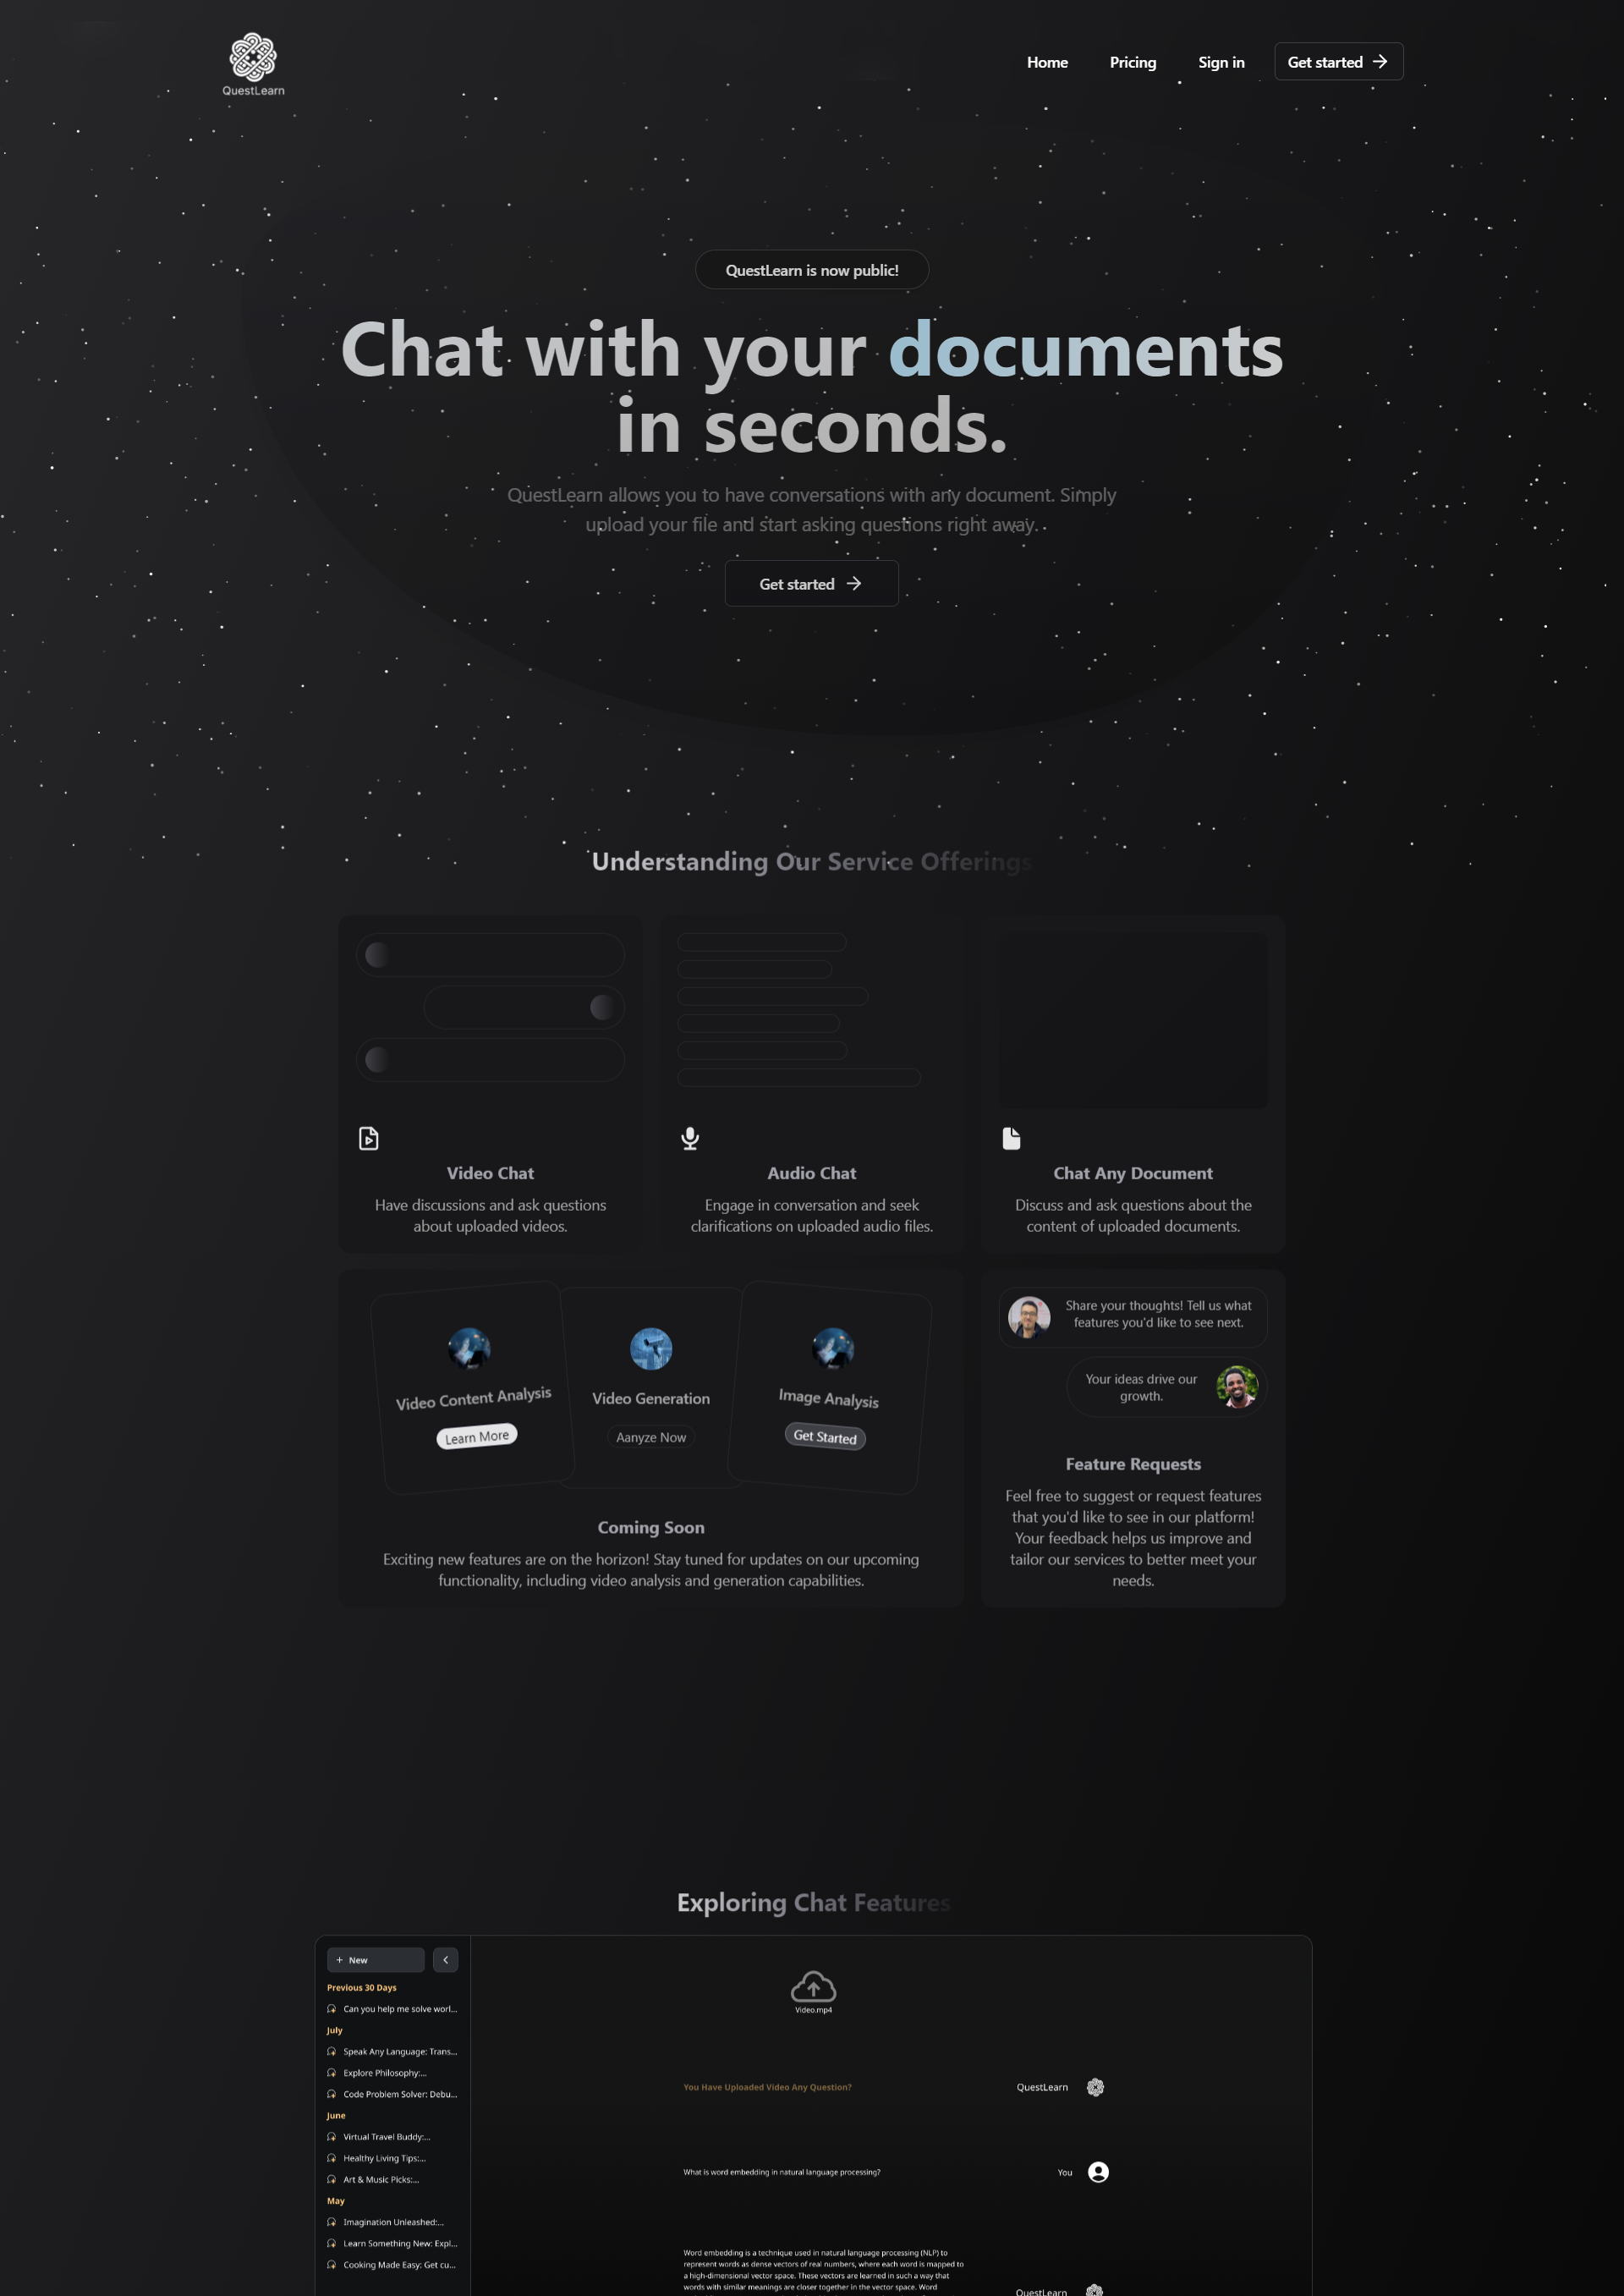 QuestLearn
Home
Pricing
Sign in
Get started
QuestLearn is now public!
Chat with your documents
in seconds.
QuestLearn allows you to have conversations with any document. Simply
upload your file and start asking questions right away.
Get started
Understanding Our Service Offerings
Video Chat
Have discussions and ask questions
about uploaded videos.
Audio Chat
Engage in conversation and seek
clarifications on uploaded audio files.
Chat Any Document
Discuss and ask questions about the
content of uploaded documents.
Video Content Analysis
Learn More
Video Generation
Aanyze Now
Image Analysis
Get Started
Coming Soon
Exciting new features are on the horizon! Stay tuned for updates on our upcoming
functionality, including video analysis and generation capabilities.
Share your thoughts! Tell us what
features you'd like to see next.
Your ideas drive our
growth.
Feature Requests
Feel free to suggest or request features
that you'd like to see in our platform!
Your feedback helps us improve and
tailor our services to better meet your
needs.
Exploring Chat Features
+ New
Previous 30 Days
Can you help me solve worl...
July
Speak Any Language: Trans...
Explore Philosophy:...
Code Problem Solver: Debu...
June
Virtual Travel Buddy:...
Healthy Living Tips:...
Art & Music Picks:...
May
Imagination Unleashed:...
Learn Something New: Expl...
Cooking Made Easy: Get cu...
Video.mp4
You Have Uploaded Video Any Question?
QuestLearn
What is word embedding in natural language processing?
You
Word embedding is a technique used in natural language processing (NLP) to
represent words as dense vectors of real numbers, where each word is mapped to
a high-dimensional vector space. These vectors are learned in such a way that
words with similar meanings are closer together in the vector space. Word
QuestLearn